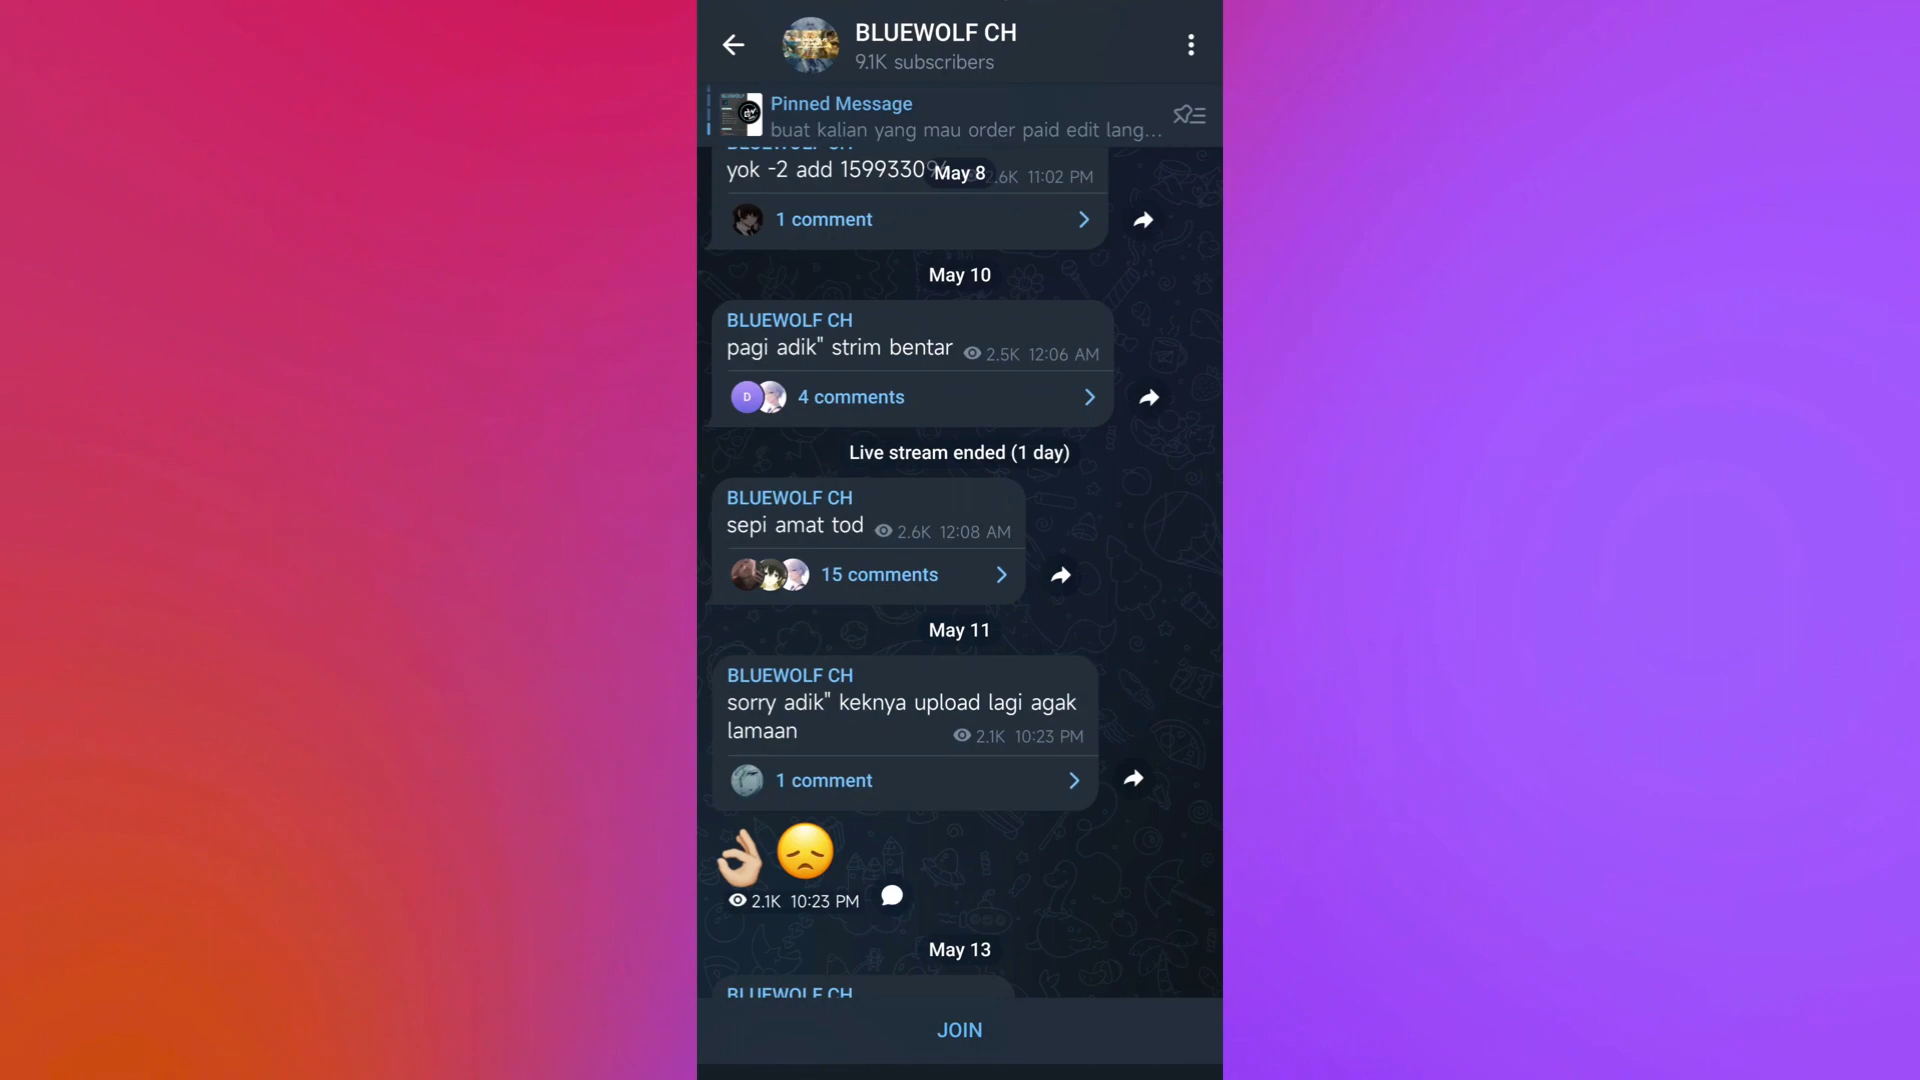 BLUEWOLF CH
9.1K subscribers
Pinned Message
buat kalian yang mau order paid edit lang...
yok -2 add 1599330
May 8
.6K 11:02 PM
1 comment
May 10
BLUEWOLF CH
pagi adik" strim bentar 2.5K 12:06 AM
D
4 comments
Live stream ended (1 day)
BLUEWOLF CH
sepi amat tod 2.6K 12:08 AM
15 comments
May 11
BLUEWOLF CH
sorry adik" keknya upload lagi agak
lamaan 2.1K 10:23 PM
1 comment
2.1K 10:23 PM
May 13
BLUEWOLF CH
JOIN